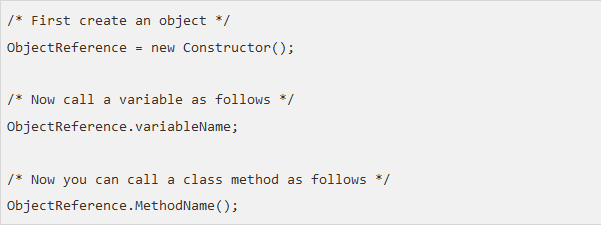 /* First create an object */
ObjectReference = new Constructor();
/* Now call a variable as follows */
ObjectReference.variableName;
/* Now you can call a class method as follows */
ObjectReference.MethodName();